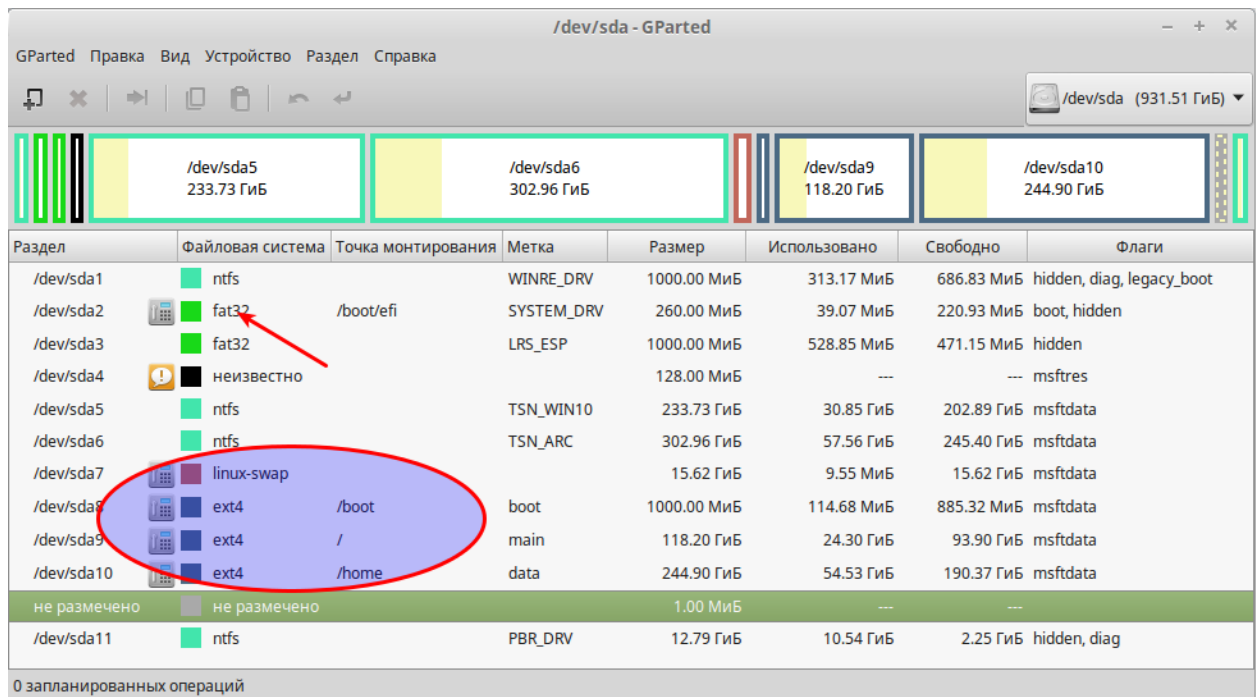 /dev/sda - GParted
GParted Правка Вид Устройство Раздел Справка
/dev/sda (931.51 ГиБ)
/dev/sda5 /dev/sda6 /dev/sda9 /dev/sda10
233.73 ГиБ 302.96 ГиБ 118.20 ГиБ 244.90 ГиБ
Раздел Файловая система Точка монтирования Метка Размер Использовано Свободно Флаги
/dev/sda1 ntfs WINRE_DRV 1000.00 МиБ 313.17 МиБ 686.83 МиБ hidden, diag, legacy_boot
/dev/sda2 fat32 /boot/efi SYSTEM_DRV 260.00 МиБ 39.07 МиБ 220.93 МиБ boot, hidden
/dev/sda3 fat32 LRS_ESP 1000.00 МиБ 528.85 МиБ 471.15 МиБ hidden
/dev/sda4 неизвестно 128.00 МиБ --- --- msftres
/dev/sda5 ntfs TSN_WIN10 233.73 ГиБ 30.85 ГиБ 202.89 ГиБ msftdata
/dev/sda6 ntfs TSN_ARC 302.96 ГиБ 57.56 ГиБ 245.40 ГиБ msftdata
/dev/sda7 linux-swap 15.62 ГиБ 9.55 МиБ 15.62 ГиБ msftdata
/dev/sda8 ext4 /boot boot 1000.00 МиБ 114.68 МиБ 885.32 МиБ msftdata
/dev/sda9 ext4 / main 118.20 ГиБ 24.30 ГиБ 93.90 ГиБ msftdata
/dev/sda10 ext4 /home data 244.90 ГиБ 54.53 ГиБ 190.37 ГиБ msftdata
не размечено не размечено 1.00 МиБ --- ---
/dev/sda11 ntfs PBR_DRV 12.79 ГиБ 10.54 ГиБ 2.25 ГиБ hidden, diag
0 запланированных операций